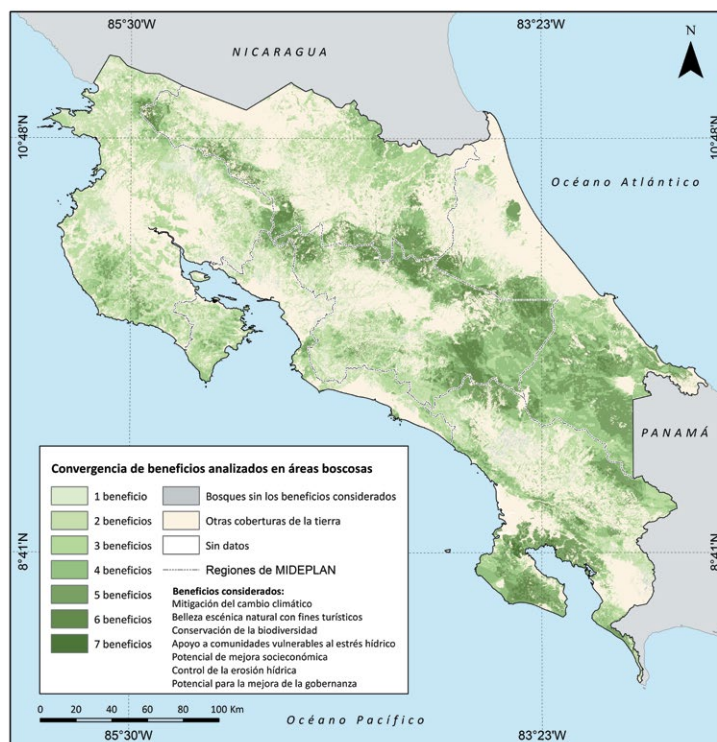 85°30'W
83°23'W
NICARAGUA
N
10°48'N
10°48'N
Océano Atlántico
PANAMÁ
Convergencia de beneficios analizados en áreas boscosas
1 beneficio
2 beneficios
3 beneficios
4 beneficios
5 beneficios
6 beneficios
7 beneficios
Bosques sin los beneficios considerados
Otras coberturas de la tierra
Sin datos
Regiones de MIDEPLAN
Beneficios considerados:
Mitigación del cambio climático
Belleza escénica natural con fines turísticos
Conservación de la biodiversidad
Apoyo a comunidades vulnerables al estrés hídrico
Potencial de mejora socioeconómica
Control de la erosión hídrica
Potencial para la mejora de la gobernanza
8°41'N
8°41'N
0 20 40 60 80 100 Km
Océano Pacífico
85°30'W
83°23'W